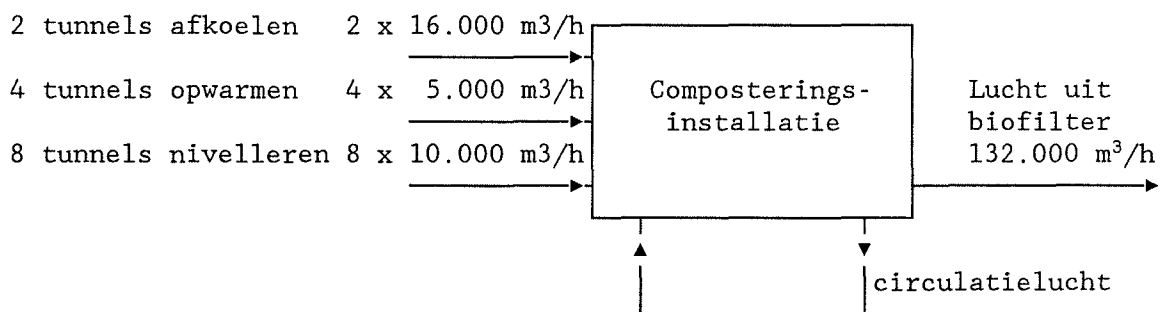 2 tunnels afkoelen 2 x 16.000 m3/h
4 tunnels opwarmen 4 x 5.000 m3/h
8 tunnels nivelleren 8 x 10.000 m3/h
Composterings-
installatie
Lucht uit
biofilter
132.000 m³/h
circulatielucht